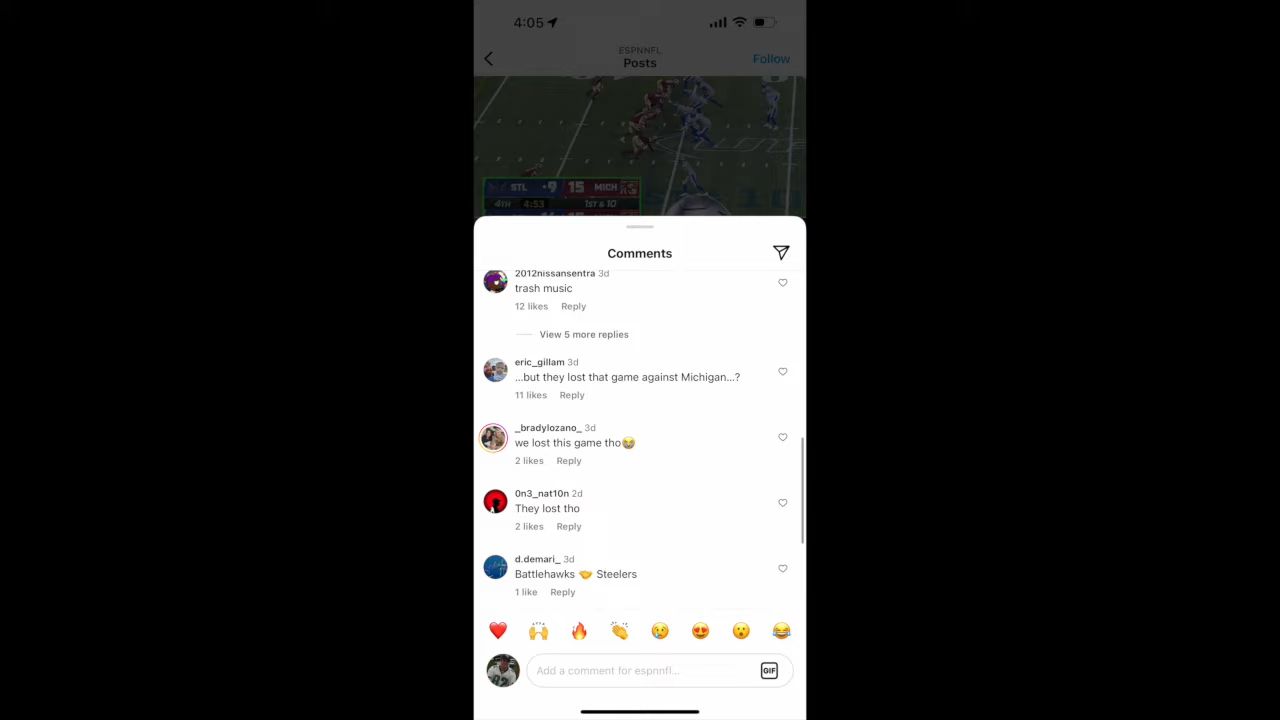 4:05
ESPNNFL
Posts
Follow
STL 9 15 MICH
4TH 4:53 1ST & 10
Comments
2012nissansentra 3d
trash music
12 likes Reply
View 5 more replies
eric_gillam 3d
...but they lost that game against Michigan...?
11 likes Reply
_bradylozano_ 3d
we lost this game tho😭
2 likes Reply
0n3_nat10n 2d
They lost tho
2 likes Reply
d.demari_ 3d
Battlehawks 🤝 Steelers
1 like Reply
❤️ 🙌 🔥 👏 😢 😍 😮 😂
Add a comment for espnnfl...
GIF